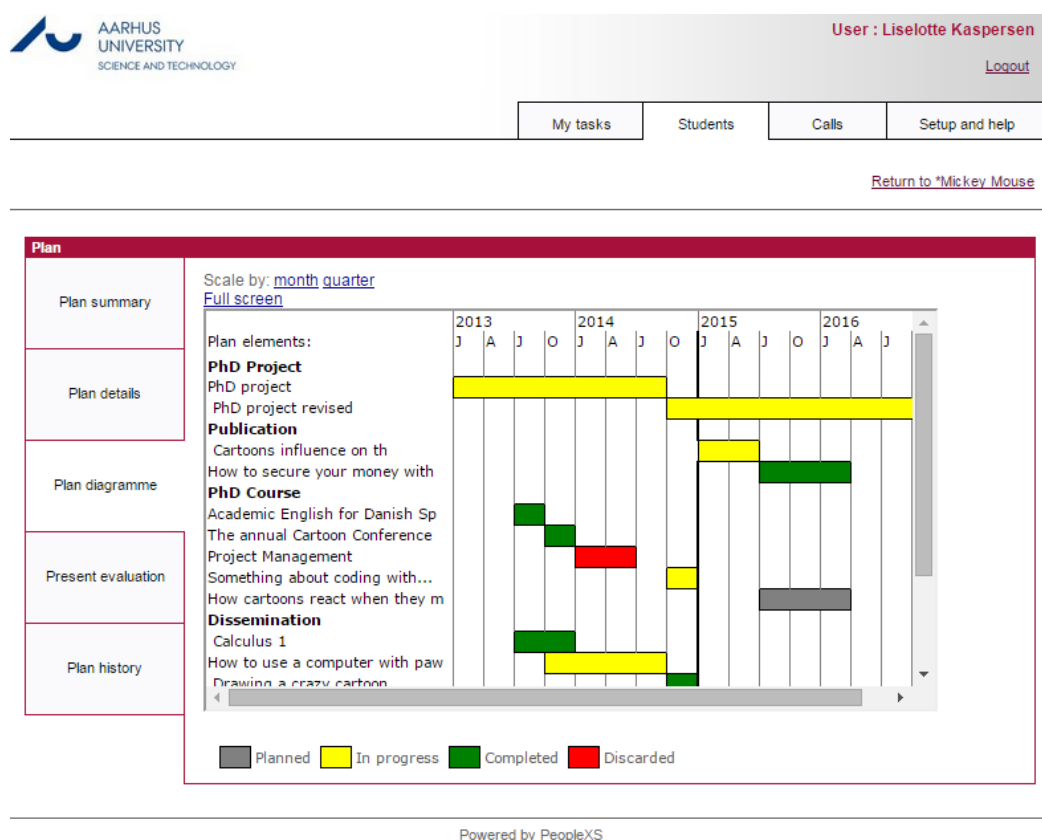 AARHUS
UNIVERSITY
SCIENCE AND TECHNOLOGY
User : Liselotte Kaspersen
Logout
My tasks Students Calls Setup and help
Return to *Mickey Mouse
Plan
Plan summary
Plan details
Plan diagramme
Present evaluation
Plan history
Scale by: month quarter
Full screen
2013 2014 2015 2016
Plan elements: J A J O J A J O J A J O J A J
PhD Project
PhD project
PhD project revised
Publication
Cartoons influence on th
How to secure your money with
PhD Course
Academic English for Danish Sp
The annual Cartoon Conference
Project Management
Something about coding with...
How cartoons react when they m
Dissemination
Calculus 1
How to use a computer with paw
Drawing a crazy cartoon
Planned In progress Completed Discarded
Powered by PeopleXS